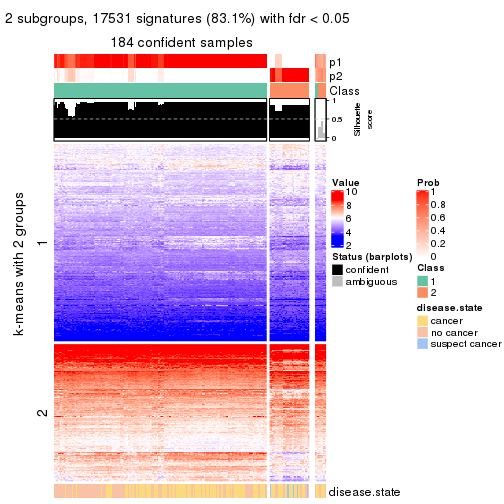 2 subgroups, 17531 signatures (83.1%) with fdr < 0.05
184 confident samples
p1
p2
Class
1
0.5
0
Silhouette
score
k-means with 2 groups
1
2
disease.state
Value
10
8
6
4
2
Status (barplots)
confident
ambiguous
Prob
1
0.8
0.6
0.4
0.2
0
Class
1
2
disease.state
cancer
no cancer
suspect cancer